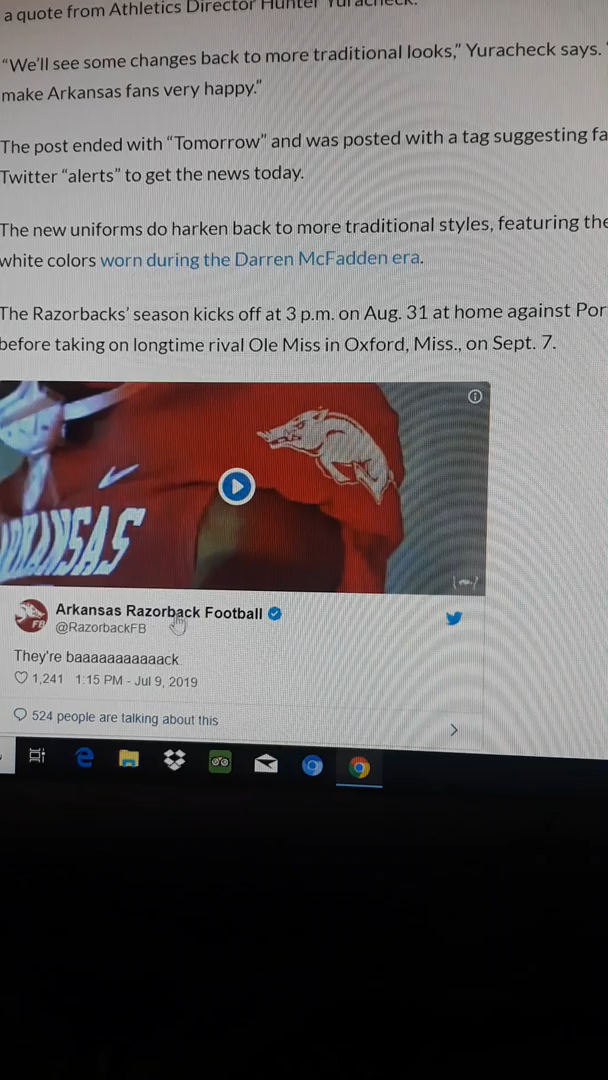 a quote from Athletics Director Hunter Yuracheck.
“We’ll see some changes back to more traditional looks,” Yuracheck says. “
make Arkansas fans very happy.”
The post ended with “Tomorrow” and was posted with a tag suggesting fa
Twitter “alerts” to get the news today.
The new uniforms do harken back to more traditional styles, featuring the
white colors worn during the Darren McFadden era.
The Razorbacks’ season kicks off at 3 p.m. on Aug. 31 at home against Por
before taking on longtime rival Ole Miss in Oxford, Miss., on Sept. 7.
ARKANSAS
FB
Arkansas Razorback Football
@RazorbackFB
They're baaaaaaaaaaack.
1,241 1:15 PM - Jul 9, 2019
524 people are talking about this